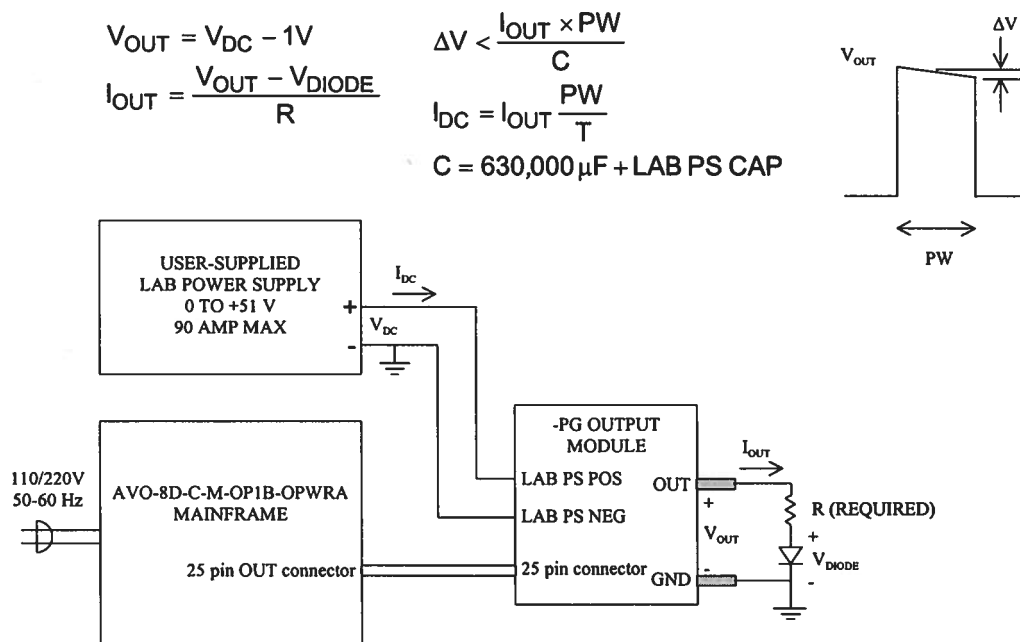 V_OUT = V_DC − 1V
I_OUT = (V_OUT − V_DIODE) / R
ΔV < (I_OUT × PW) / C
I_DC = I_OUT PW / T
C = 630,000 µF + LAB PS CAP
ΔV
V_OUT
PW
USER-SUPPLIED
LAB POWER SUPPLY
0 TO +51 V
90 AMP MAX
+
-
I_DC
V_DC
110/220V
50-60 Hz
AVO-8D-C-M-OP1B-OPWRA
MAINFRAME
25 pin OUT connector
-PG OUTPUT
MODULE
LAB PS POS
LAB PS NEG
25 pin connector
OUT
GND
I_OUT
+
V_OUT
-
R (REQUIRED)
+
V_DIODE
-